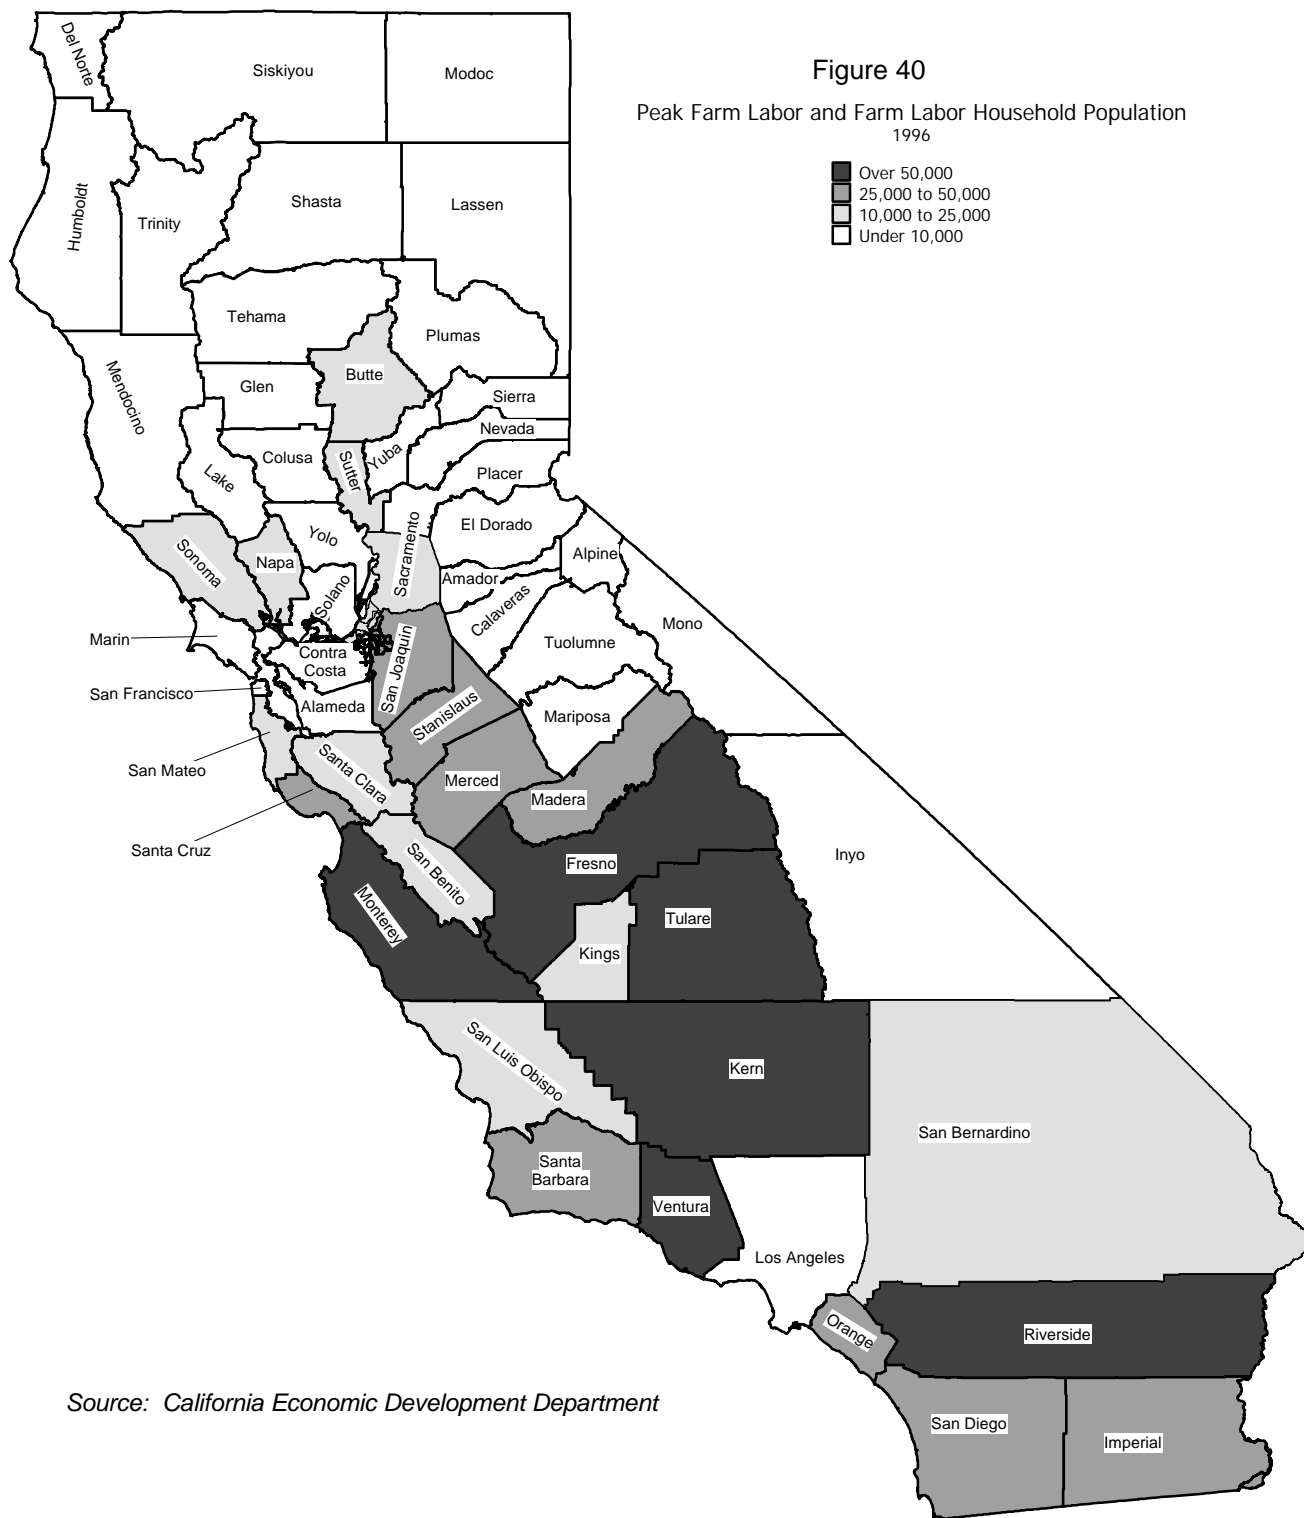 Figure 40
Peak Farm Labor and Farm Labor Household Population
1996
Over 50,000
25,000 to 50,000
10,000 to 25,000
Under 10,000
Del Norte
Siskiyou
Modoc
Humboldt
Trinity
Shasta
Lassen
Tehama
Plumas
Mendocino
Glen
Butte
Sierra
Nevada
Colusa
Sutter
Yuba
Lake
Placer
El Dorado
Yolo
Sacramento
Sonoma
Napa
Alpine
Amador
Solano
Calaveras
Mono
Marin
Tuolumne
Contra
Costa
San Joaquin
San Francisco
Alameda
Stanislaus
Mariposa
San Mateo
Santa Clara
Merced
Madera
Santa Cruz
Fresno
Inyo
San Benito
Monterey
Tulare
Kings
San Luis Obispo
Kern
San Bernardino
Santa
Barbara
Ventura
Los Angeles
Orange
Riverside
Source: California Economic Development Department
San Diego
Imperial